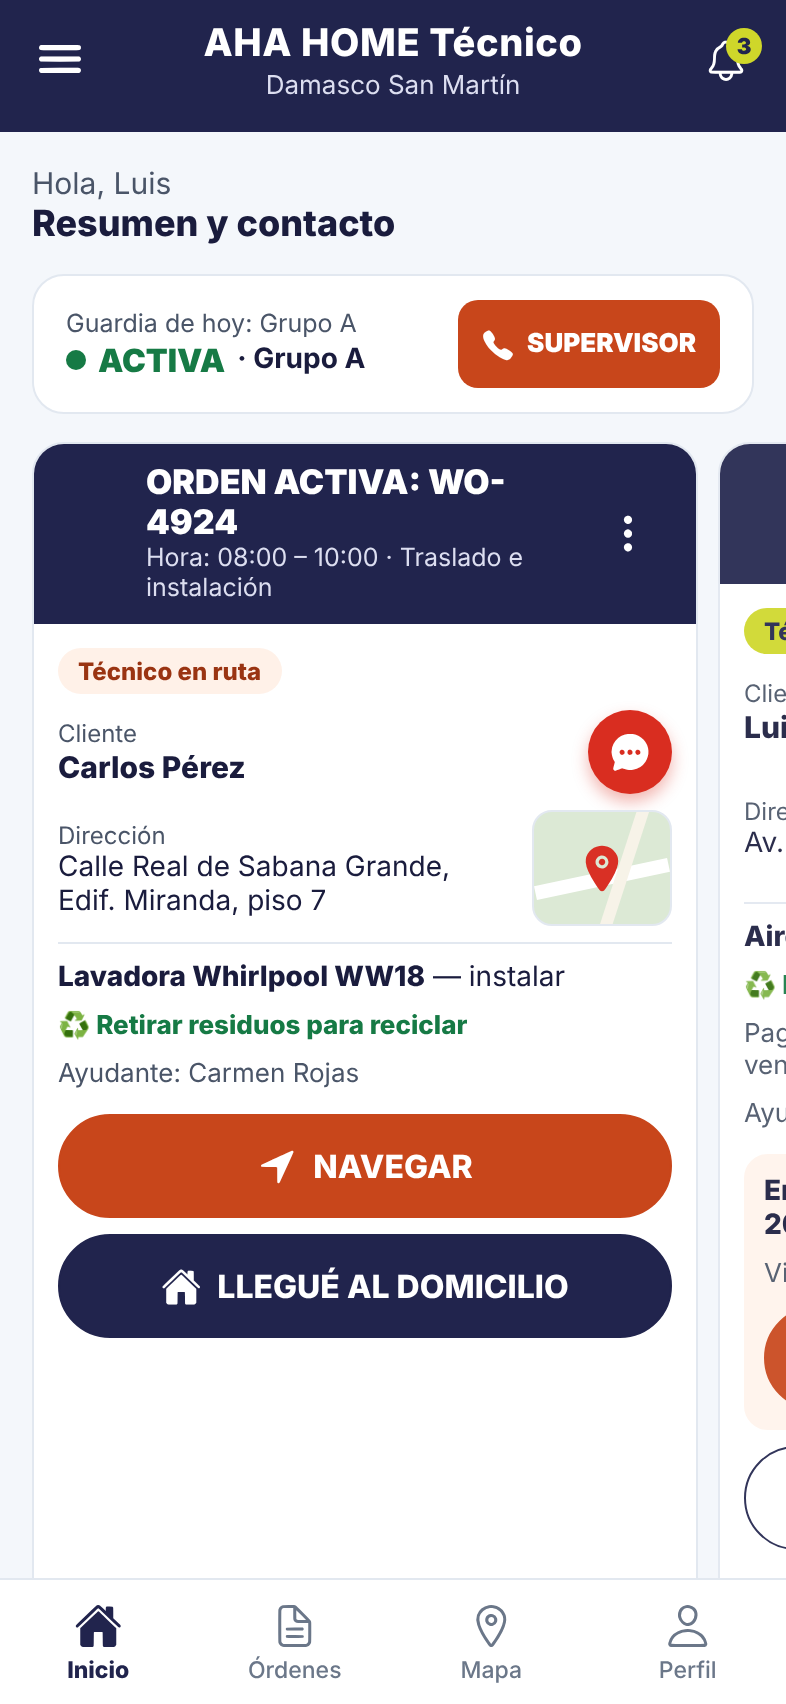 AHA HOME Técnico
Damasco San Martín
3
Hola, Luis
Resumen y contacto
Guardia de hoy: Grupo A
ACTIVA · Grupo A
SUPERVISOR
ORDEN ACTIVA: WO-
4924
Hora: 08:00 – 10:00 · Traslado e
instalación
Técnico en ruta
Cliente
Carlos Pérez
Dirección
Calle Real de Sabana Grande,
Edif. Miranda, piso 7
Lavadora Whirlpool WW18 — instalar
♻️ Retirar residuos para reciclar
Ayudante: Carmen Rojas
NAVEGAR
LLEGUÉ AL DOMICILIO
Av.
Inicio
Órdenes
Mapa
Perfil